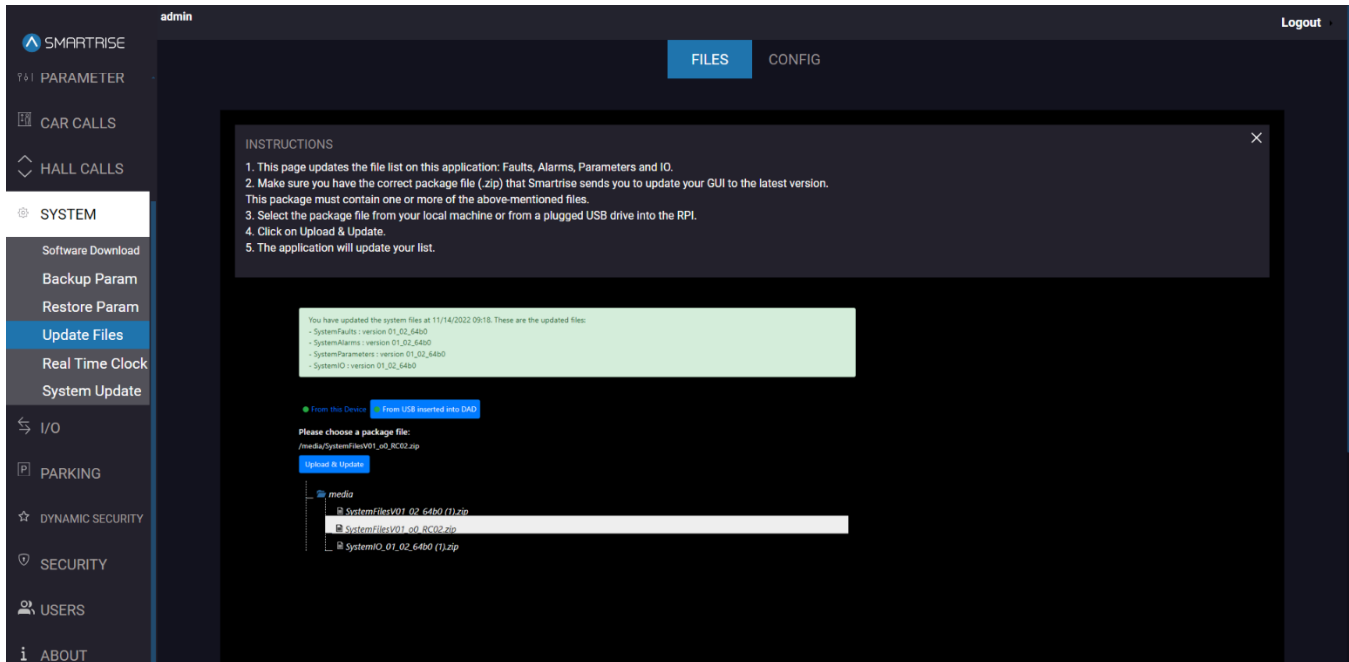 admin
Logout
SMARTRISE
PARAMETER
CAR CALLS
HALL CALLS
SYSTEM
Software Download
Backup Param
Restore Param
Update Files
Real Time Clock
System Update
I/O
PARKING
DYNAMIC SECURITY
SECURITY
USERS
ABOUT
FILES CONFIG
INSTRUCTIONS
1. This page updates the file list on this application: Faults, Alarms, Parameters and IO.
2. Make sure you have the correct package file (.zip) that Smartrise sends you to update your GUI to the latest version.
This package must contain one or more of the above-mentioned files.
3. Select the package file from your local machine or from a plugged USB drive into the RPI.
4. Click on Upload & Update.
5. The application will update your list.
You have updated the system files at 11/14/2022 09:18. These are the updated files:
- SystemFaults : version 01_02_64b0
- SystemAlarms : version 01_02_64b0
- SystemParameters : version 01_02_64b0
- SystemIO : version 01_02_64b0
From this Device From USB inserted into DAD
Please choose a package file:
/media/SystemFilesV01_o0_RC02.zip
Upload & Update
media
SystemFilesV01_02_64b0 (1).zip
SystemFilesV01_o0_RC02.zip
SystemIO_01_02_64b0 (1).zip